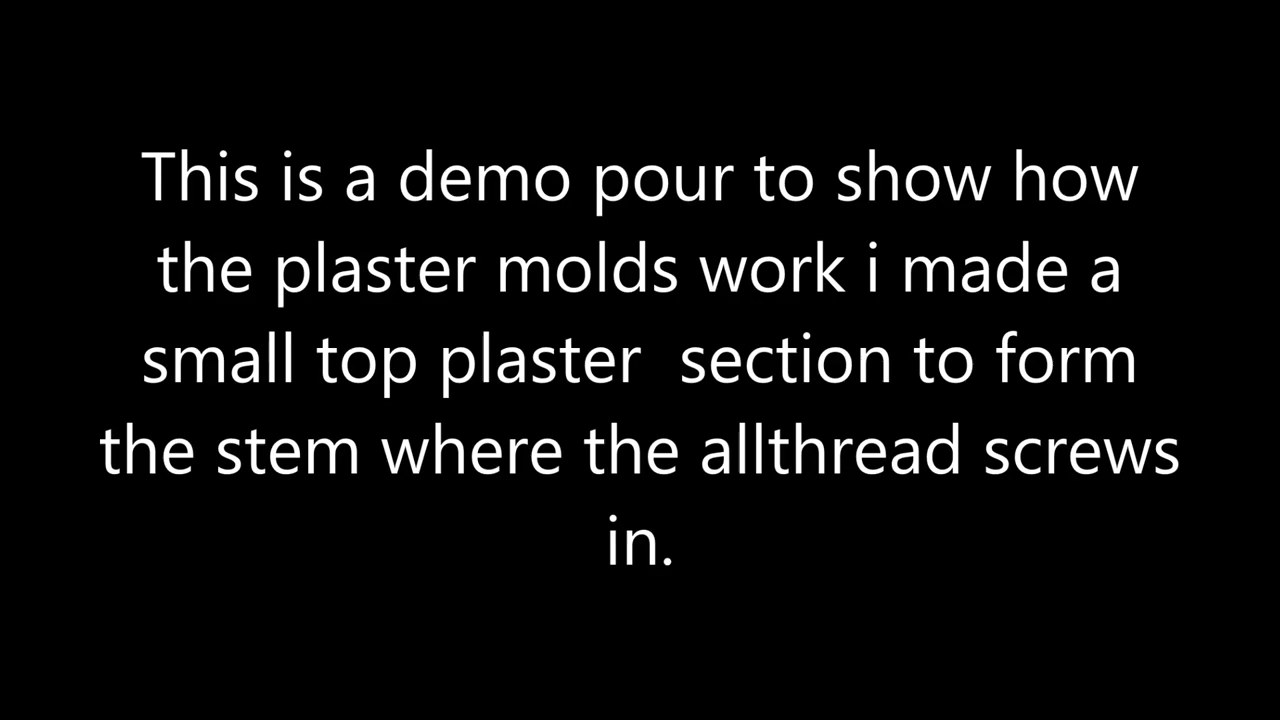 This is a demo pour to show how
the plaster molds work i made a
small top plaster  section to form
the stem where the allthread screws
in.